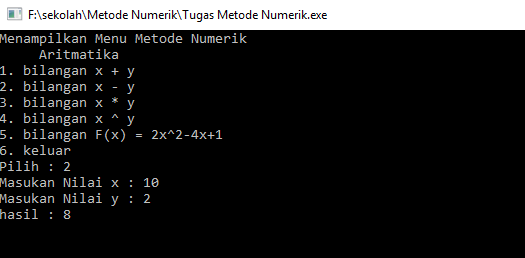 F:\sekolah\Metode Numerik\Tugas Metode Numerik.exe
Menampilkan Menu Metode Numerik
Aritmatika
1. bilangan x + y
2. bilangan x - y
3. bilangan x * y
4. bilangan x ^ y
5. bilangan F(x) = 2x^2-4x+1
6. keluar
Pilih : 2
Masukan Nilai x : 10
Masukan Nilai y : 2
hasil : 8